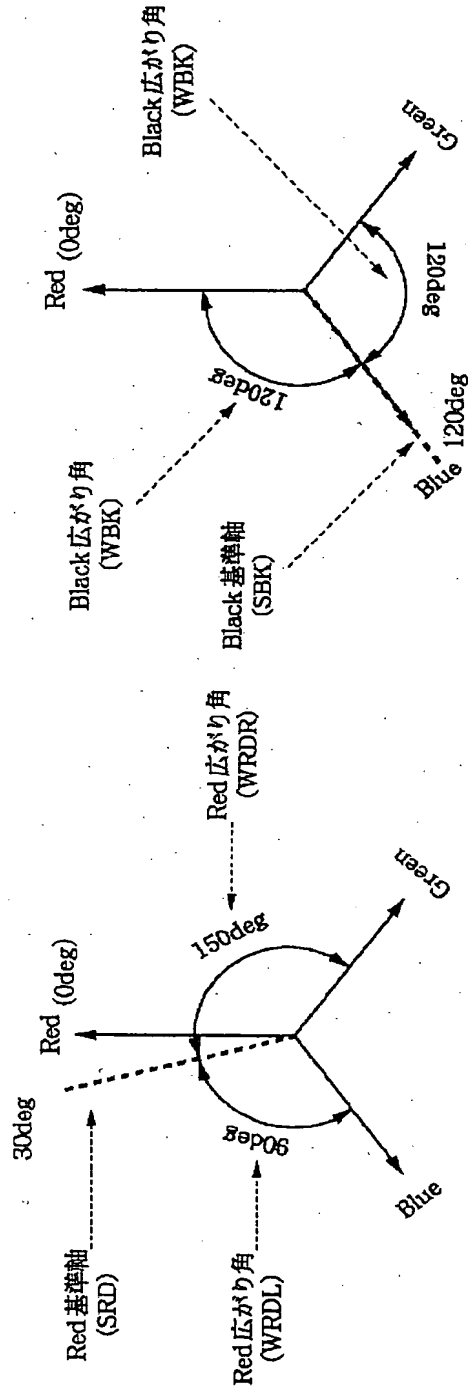 Red 基準軸
(SRD)
30deg
Red (0deg)
150deg
90deg
Red 広がり角
(WRDR)
Red 広がり角
(WRDL)
Blue
Green
Black 広がり角
(WBK)
Red (0deg)
Black 広がり角
(WBK)
120deg
120deg
Black 基準軸
(SBK)
Blue
120deg
Green